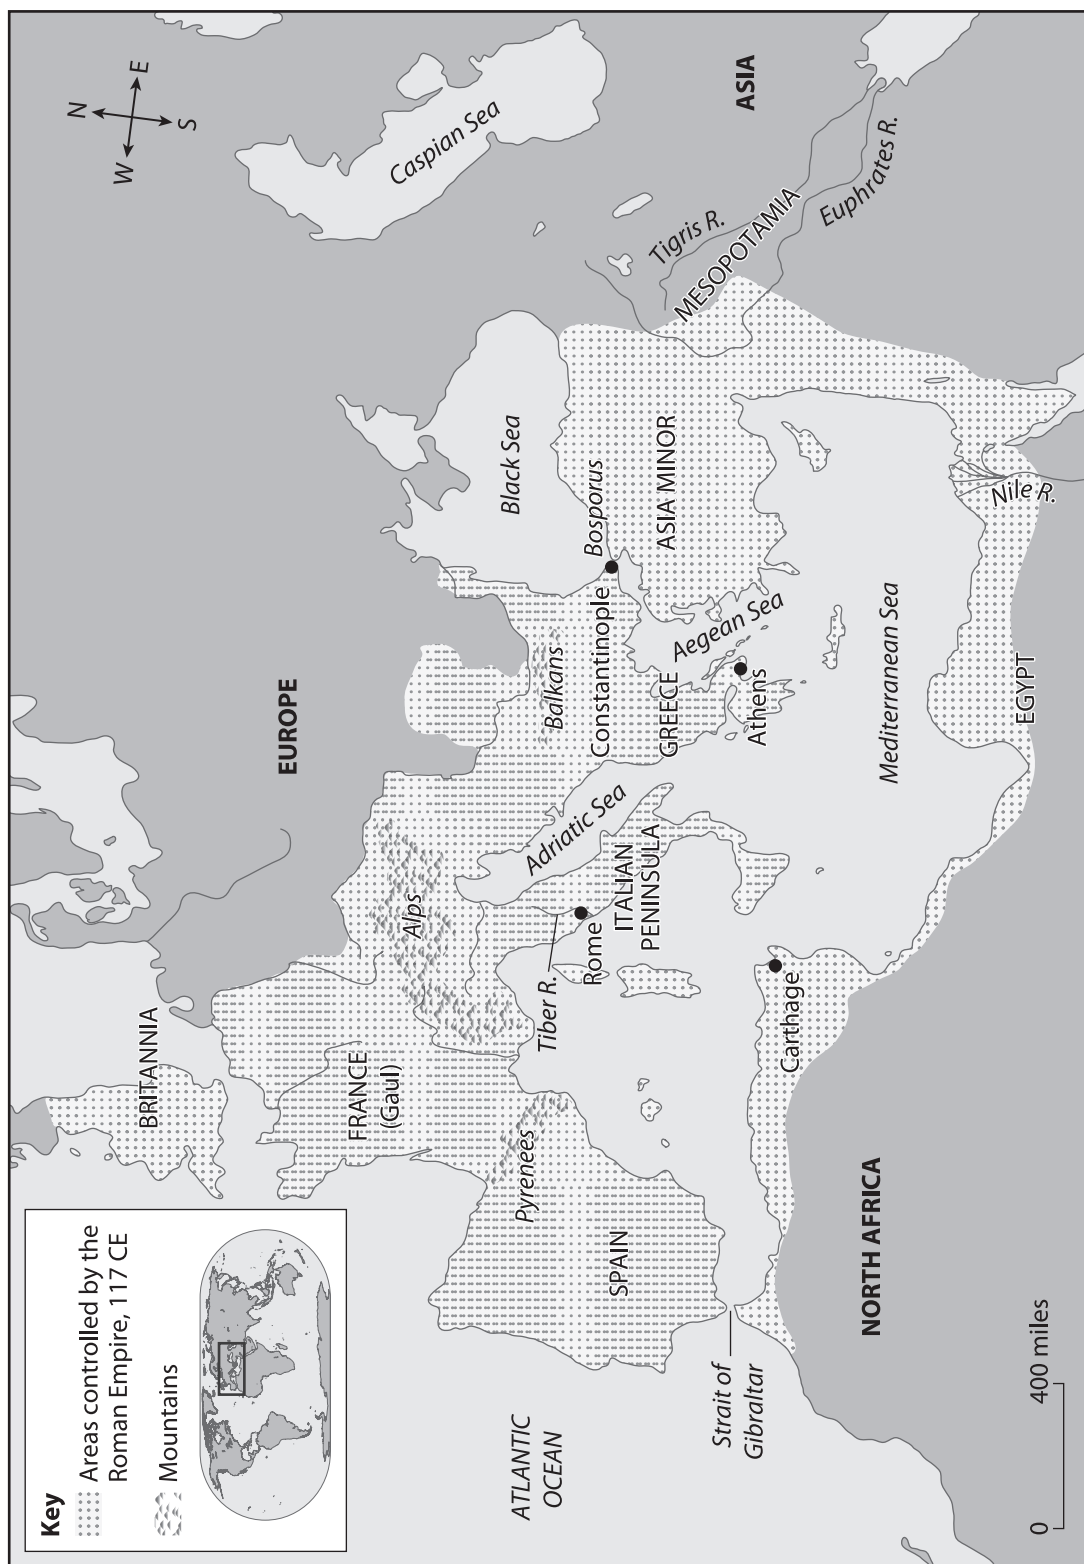 Key
Areas controlled by the
Roman Empire, 117 CE
Mountains
N
W
E
S
BRITANNIA
EUROPE
Caspian Sea
FRANCE
(Gaul)
Alps
Black Sea
ATLANTIC
OCEAN
Pyrenees
Tiber R.
Adriatic Sea
Balkans
Bosporus
Constantinople
SPAIN
Rome
ITALIAN
PENINSULA
GREECE
ASIA MINOR
Tigris R.
MESOPOTAMIA
ASIA
Aegean Sea
Athens
Euphrates R.
Strait of
Gibraltar
Carthage
Mediterranean Sea
NORTH AFRICA
EGYPT
Nile R.
0
400 miles